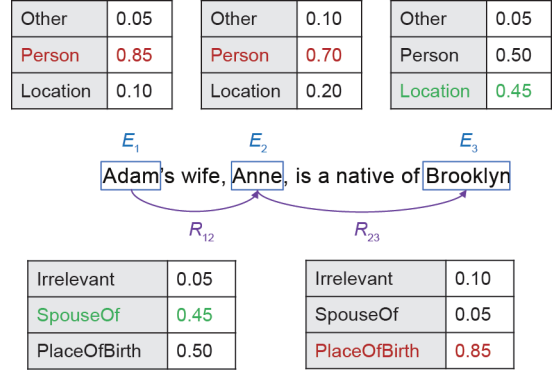 Other 0.05
Person 0.85
Location 0.10
Other 0.10
Person 0.70
Location 0.20
Other 0.05
Person 0.50
Location 0.45
E1 E2 E3
Adam's wife, Anne, is a native of Brooklyn
R12 R23
Irrelevant 0.05
SpouseOf 0.45
PlaceOfBirth 0.50
Irrelevant 0.10
SpouseOf 0.05
PlaceOfBirth 0.85